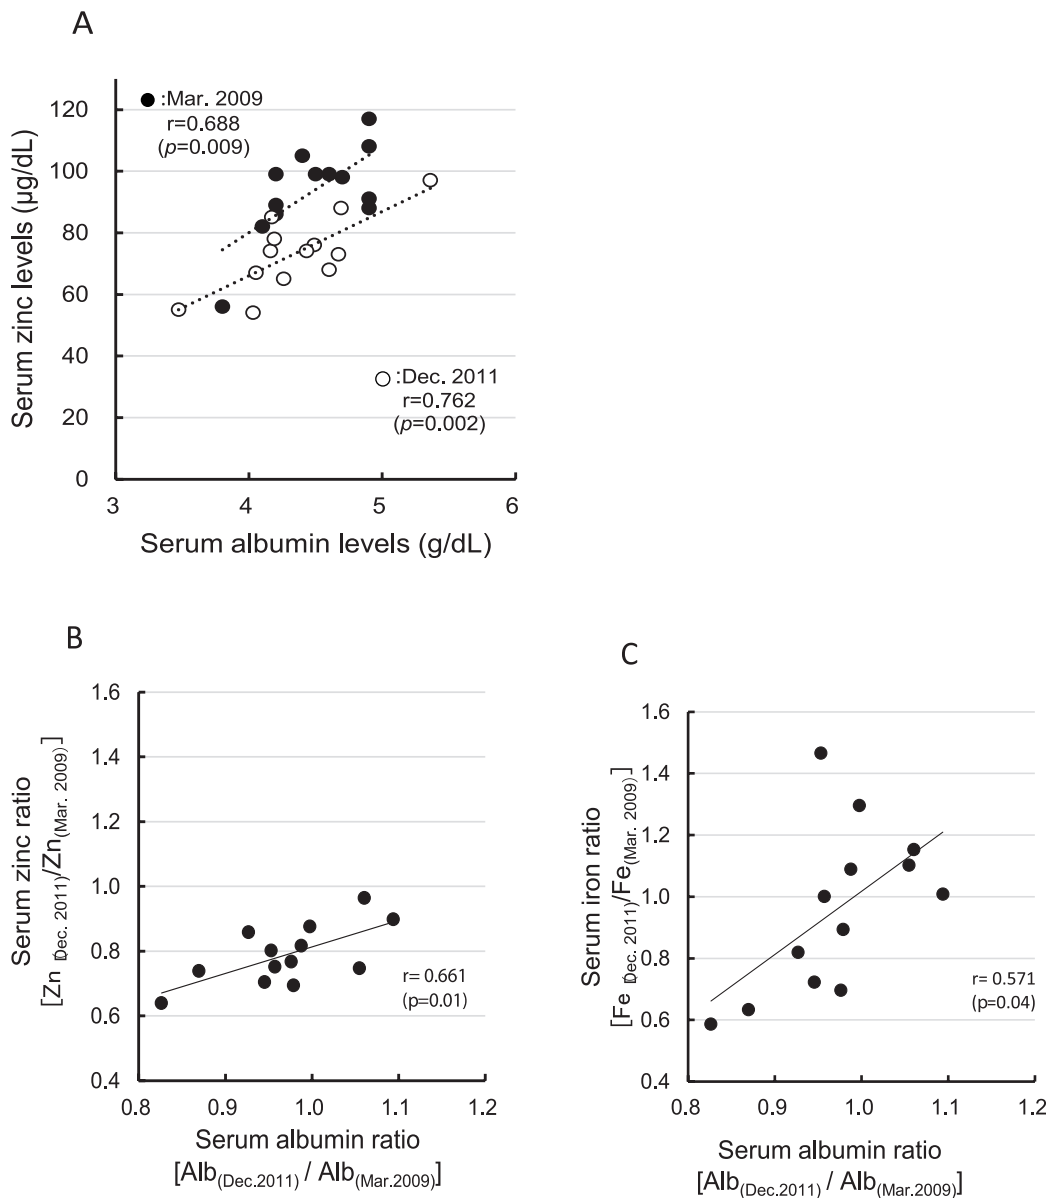 A
Serum zinc levels (µg/dL)
120
100
80
60
40
20
0
:Mar. 2009
r=0.688
(p=0.009)
:Dec. 2011
r=0.762
(p=0.002)
3 4 5 6
Serum albumin levels (g/dL)
B
Serum zinc ratio
[Zn (Dec. 2011)/Zn(Mar. 2009)]
1.6
1.4
1.2
1.0
0.8
0.6
0.4
r= 0.661
(p=0.01)
0.8 0.9 1.0 1.1 1.2
Serum albumin ratio
[Alb(Dec.2011) / Alb(Mar.2009)]
C
Serum iron ratio
[Fe (Dec. 2011)/Fe(Mar. 2009)]
1.6
1.4
1.2
1.0
0.8
0.6
0.4
r= 0.571
(p=0.04)
0.8 0.9 1.0 1.1 1.2
Serum albumin ratio
[Alb(Dec.2011) / Alb(Mar.2009)]